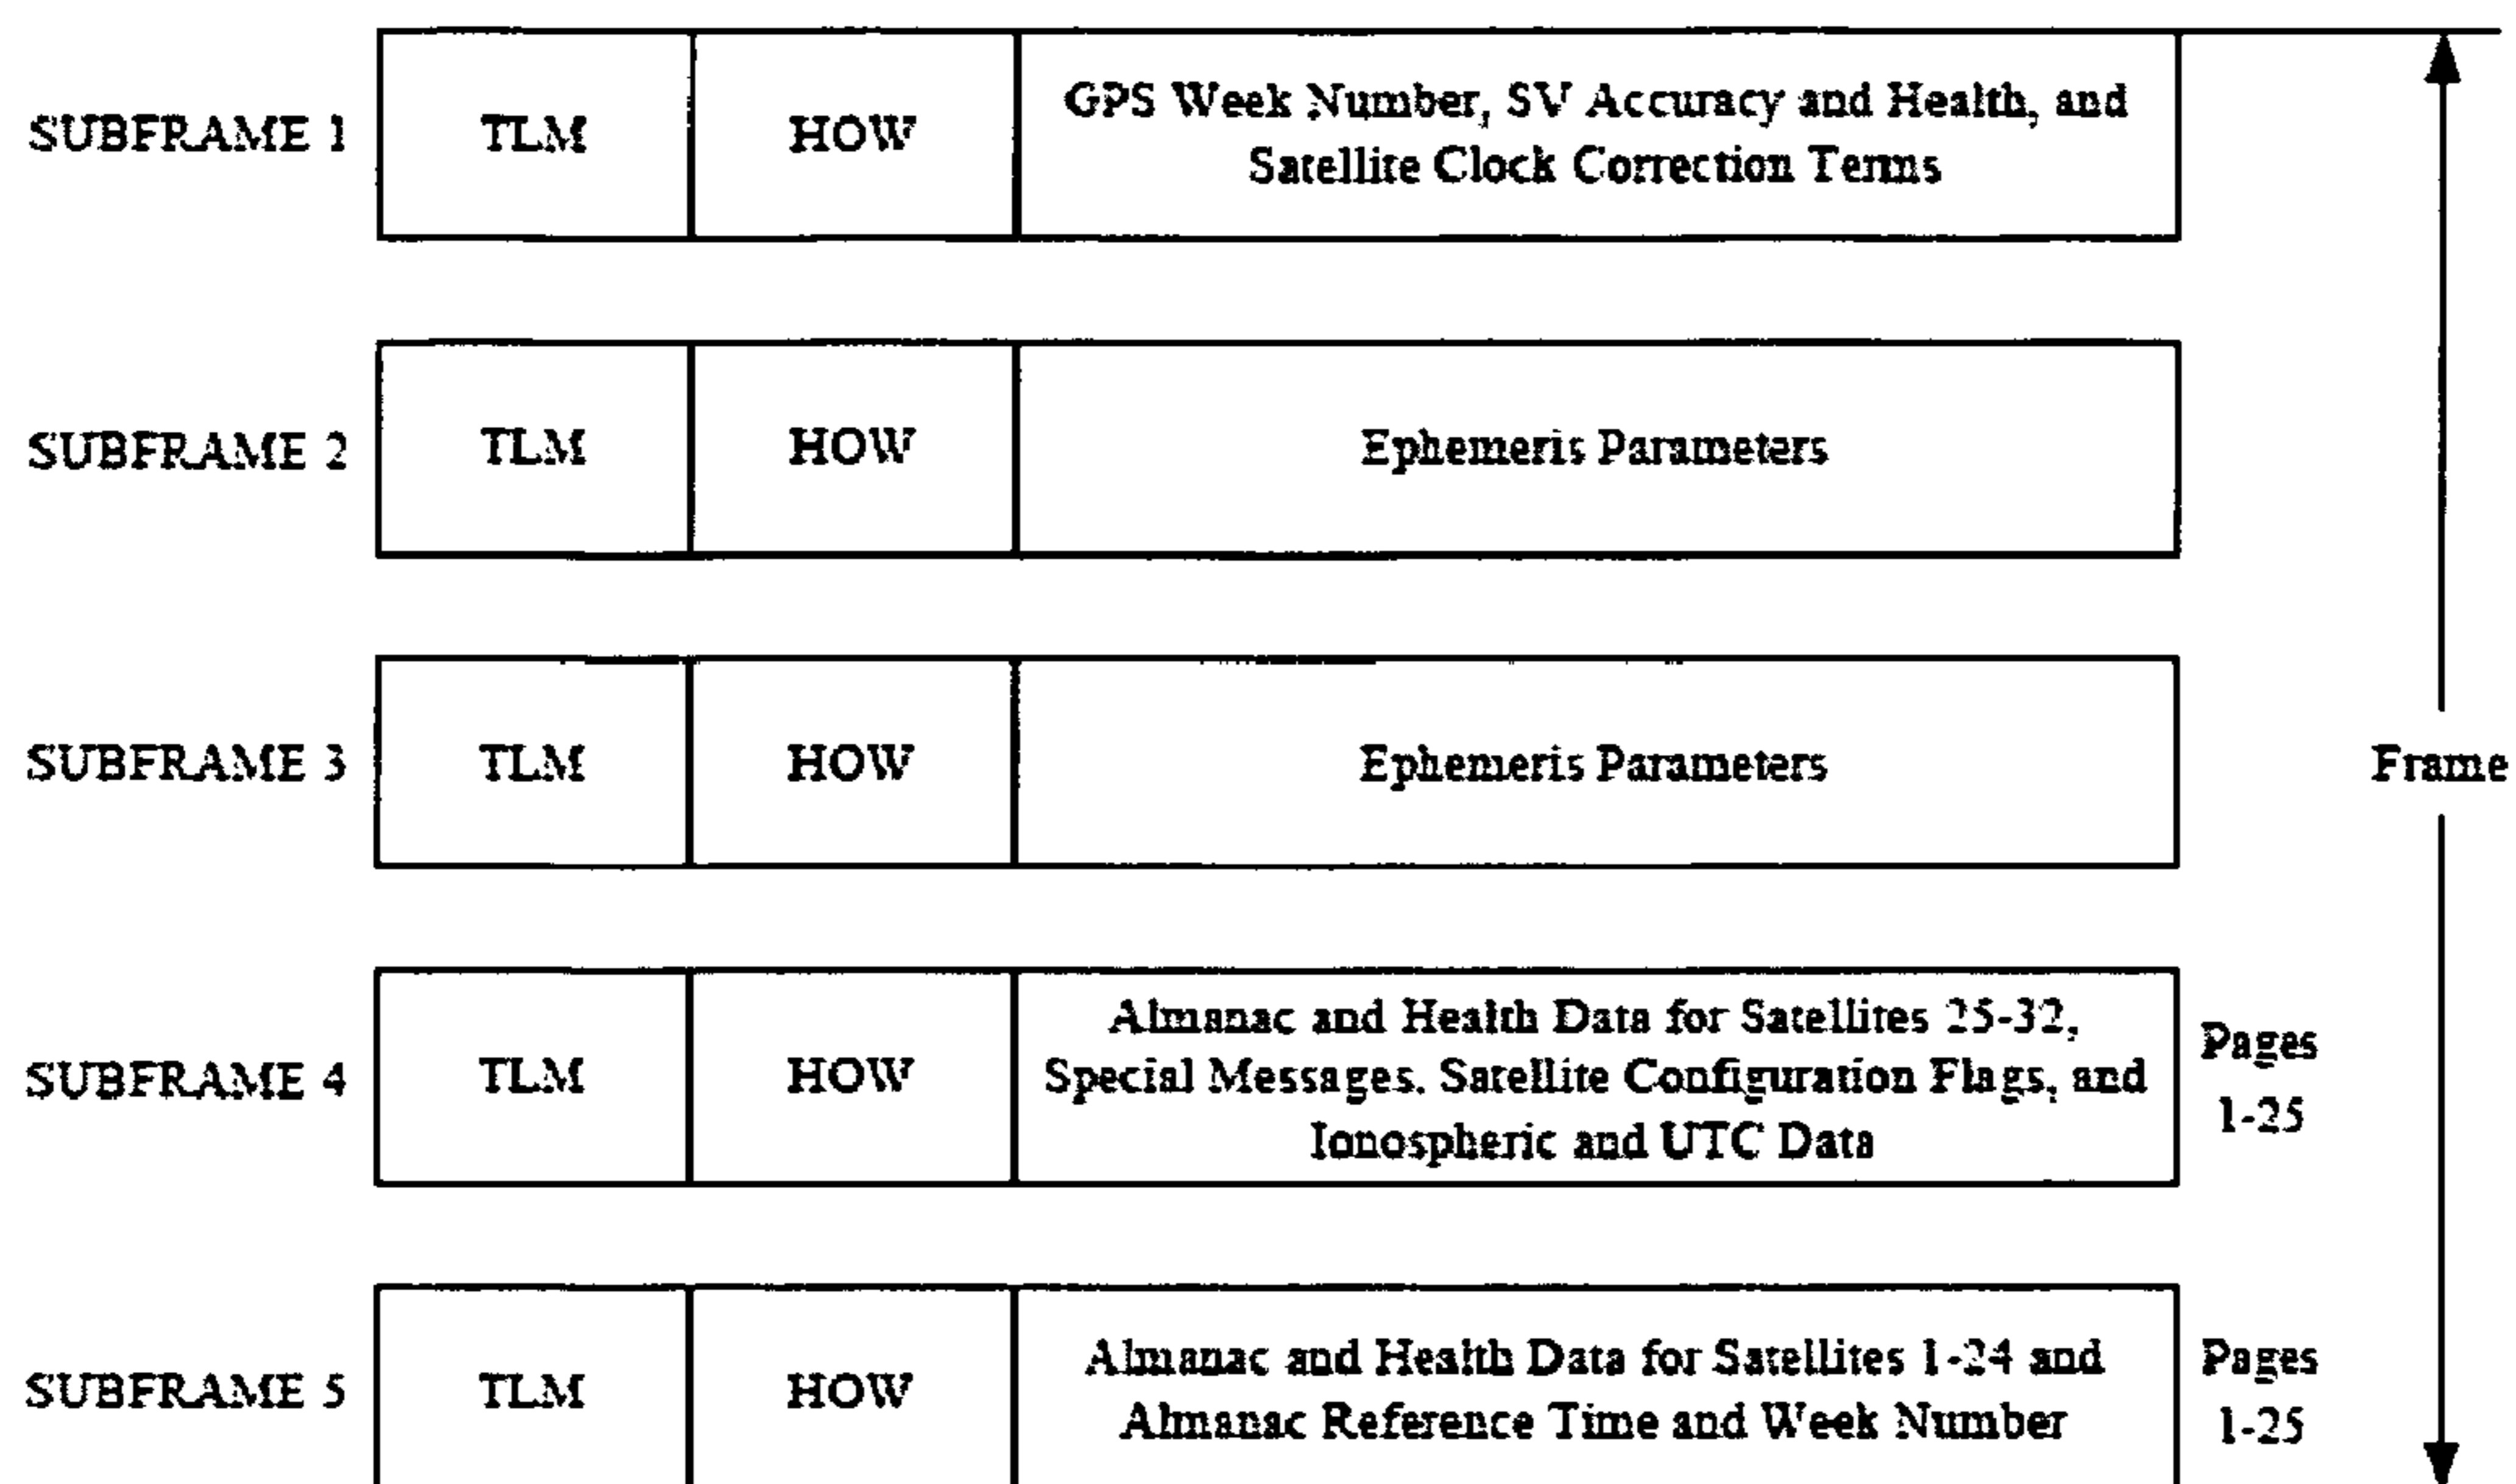 SUBFRAME 1
TLM
HOW
GPS Week Number, SV Accuracy and Health, and
Satellite Clock Correction Terms
SUBFRAME 2
TLM
HOW
Ephemeris Parameters
SUBFRAME 3
TLM
HOW
Ephemeris Parameters
Frame
SUBFRAME 4
TLM
HOW
Almanac and Health Data for Satellites 25-32,
Special Messages, Satellite Configuration Flags, and
Ionospheric and UTC Data
Pages
1-25
SUBFRAME 5
TLM
HOW
Almanac and Health Data for Satellites 1-24 and
Almanac Reference Time and Week Number
Pages
1-25